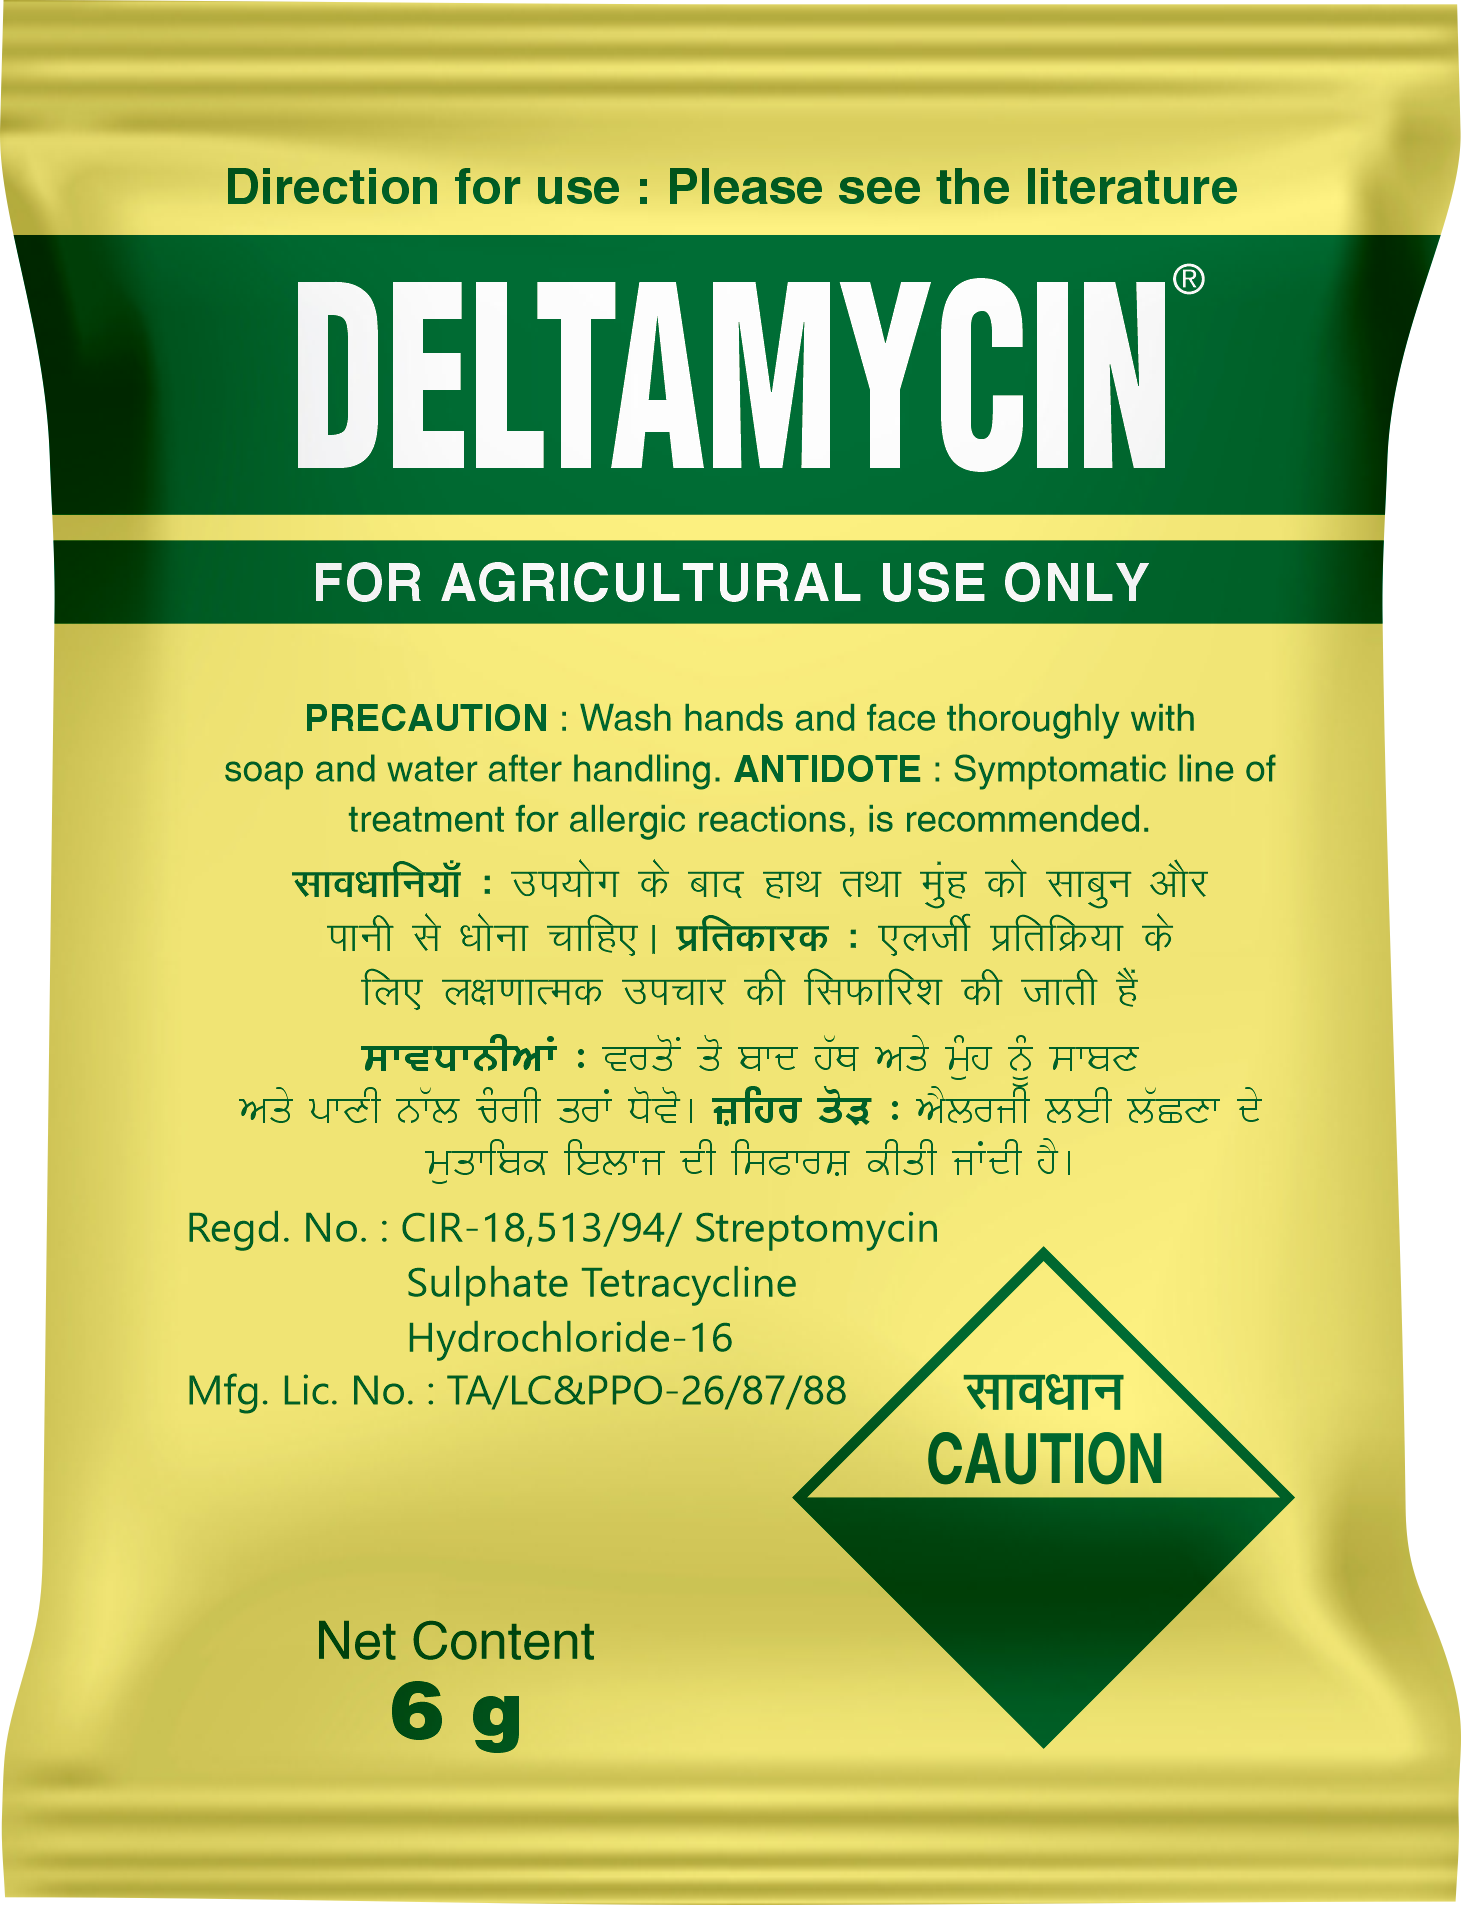 Direction for use : Please see the literature
DELTAMYCIN®
FOR AGRICULTURAL USE ONLY
PRECAUTION : Wash hands and face thoroughly with
soap and water after handling. ANTIDOTE : Symptomatic line of
treatment for allergic reactions, is recommended.
सावधानियाँ : उपयोग के बाद हाथ तथा मुंह को साबुन और
पानी से धोना चाहिए। प्रतिकारक : एलर्जी प्रतिक्रिया के
लिए लक्षणात्मक उपचार की सिफारिश की जाती हैं
ਸਾਵਧਾਨੀਆਂ : ਵਰਤੋਂ ਤੋ ਬਾਦ ਹੱਥ ਅਤੇ ਮੂੰਹ ਨੂੰ ਸਾਬਣ
ਅਤੇ ਪਾਣੀ ਨਾੱਲ ਚੰਗੀ ਤਰਾਂ ਧੋਵੋ। ਜ਼ਹਿਰ ਤੋੜ : ਐਲਰਜੀ ਲਈ ਲੱਛਣਾ ਦੇ
ਮੁਤਾਬਿਕ ਇਲਾਜ ਦੀ ਸਿਫਾਰਸ਼ ਕੀਤੀ ਜਾਂਦੀ ਹੈ।
Regd. No. : CIR-18,513/94/ Streptomycin
Sulphate Tetracycline
Hydrochloride-16
Mfg. Lic. No. : TA/LC&PPO-26/87/88
सावधान
CAUTION
Net Content
6 g